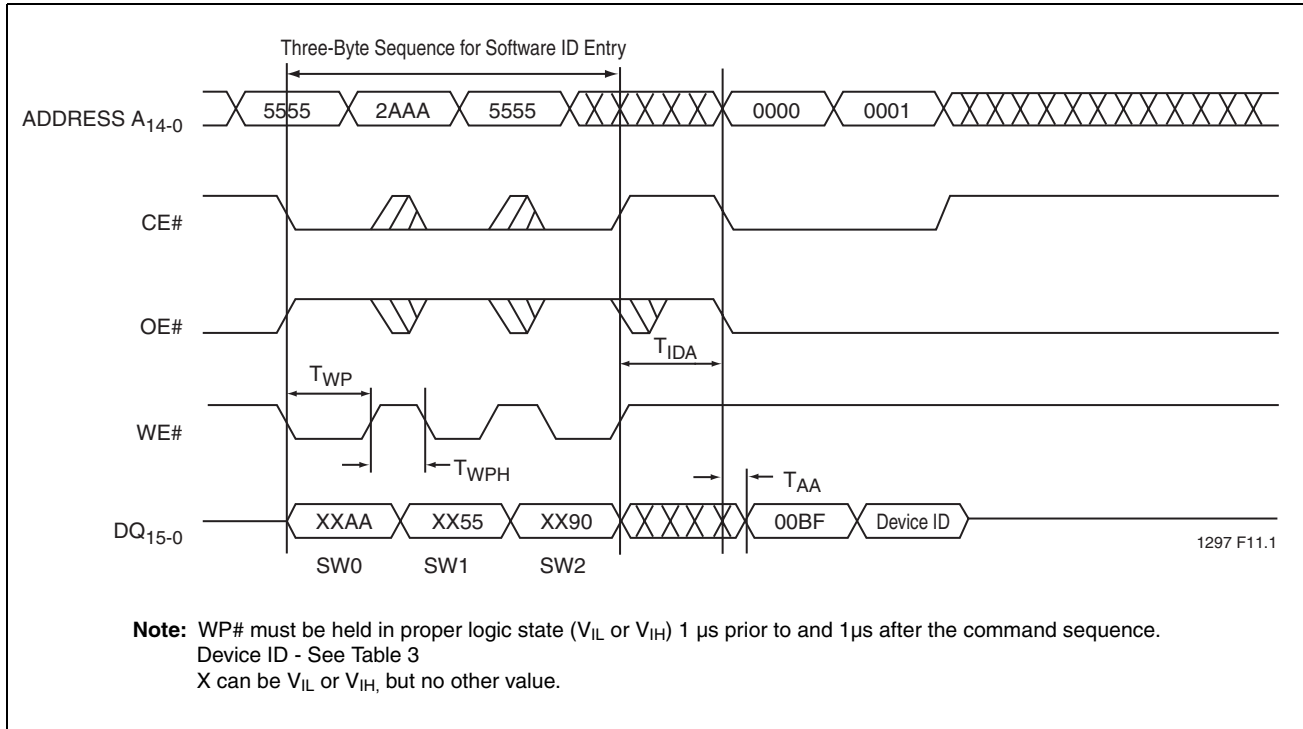 Three-Byte Sequence for Software ID Entry
ADDRESS A14-0
5555 2AAA 5555 0000 0001
CE#
OE#
TIDA
TWP
WE#
TWPH
TAA
DQ15-0
XXAA XX55 XX90 00BF Device ID
1297 F11.1
SW0 SW1 SW2
Note: WP# must be held in proper logic state (VIL or VIH) 1 µs prior to and 1µs after the command sequence.
Device ID - See Table 3
X can be VIL or VIH, but no other value.